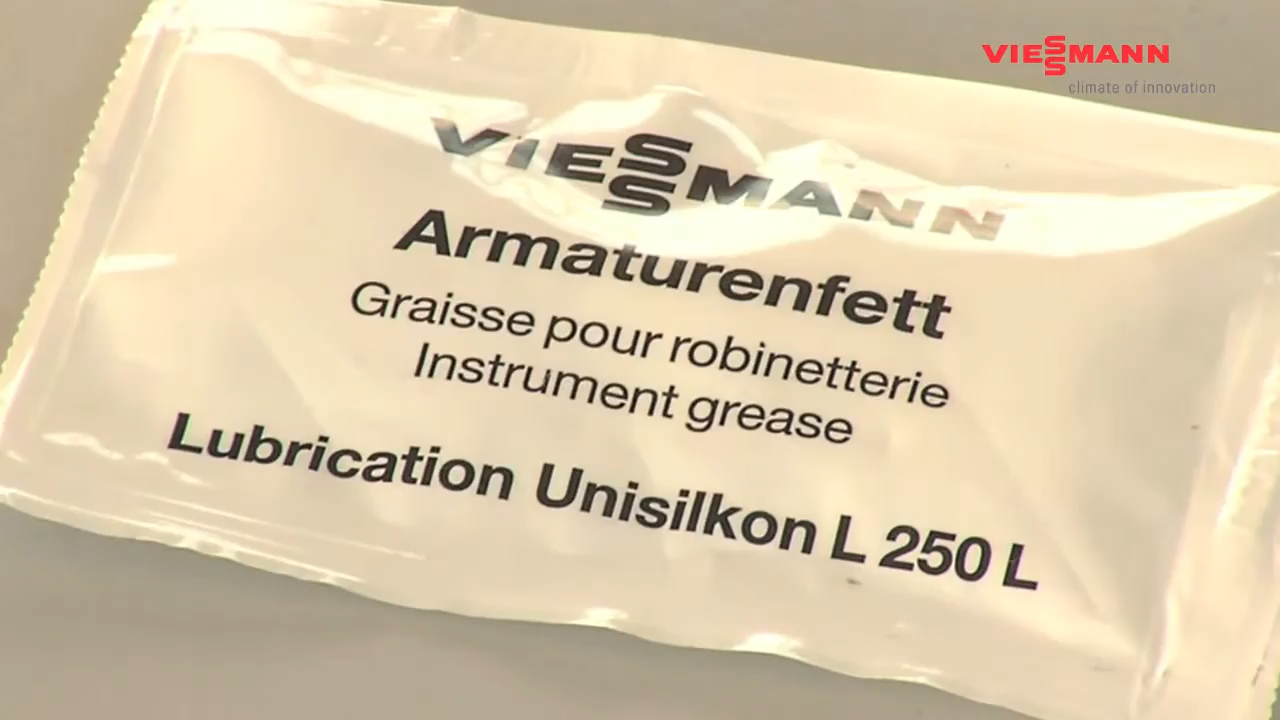 VIESSMANN
climate of innovation
VIESSMANN
Armaturenfett
Graisse pour robinetterie
Instrument grease
Lubrication Unisilkon L 250 L